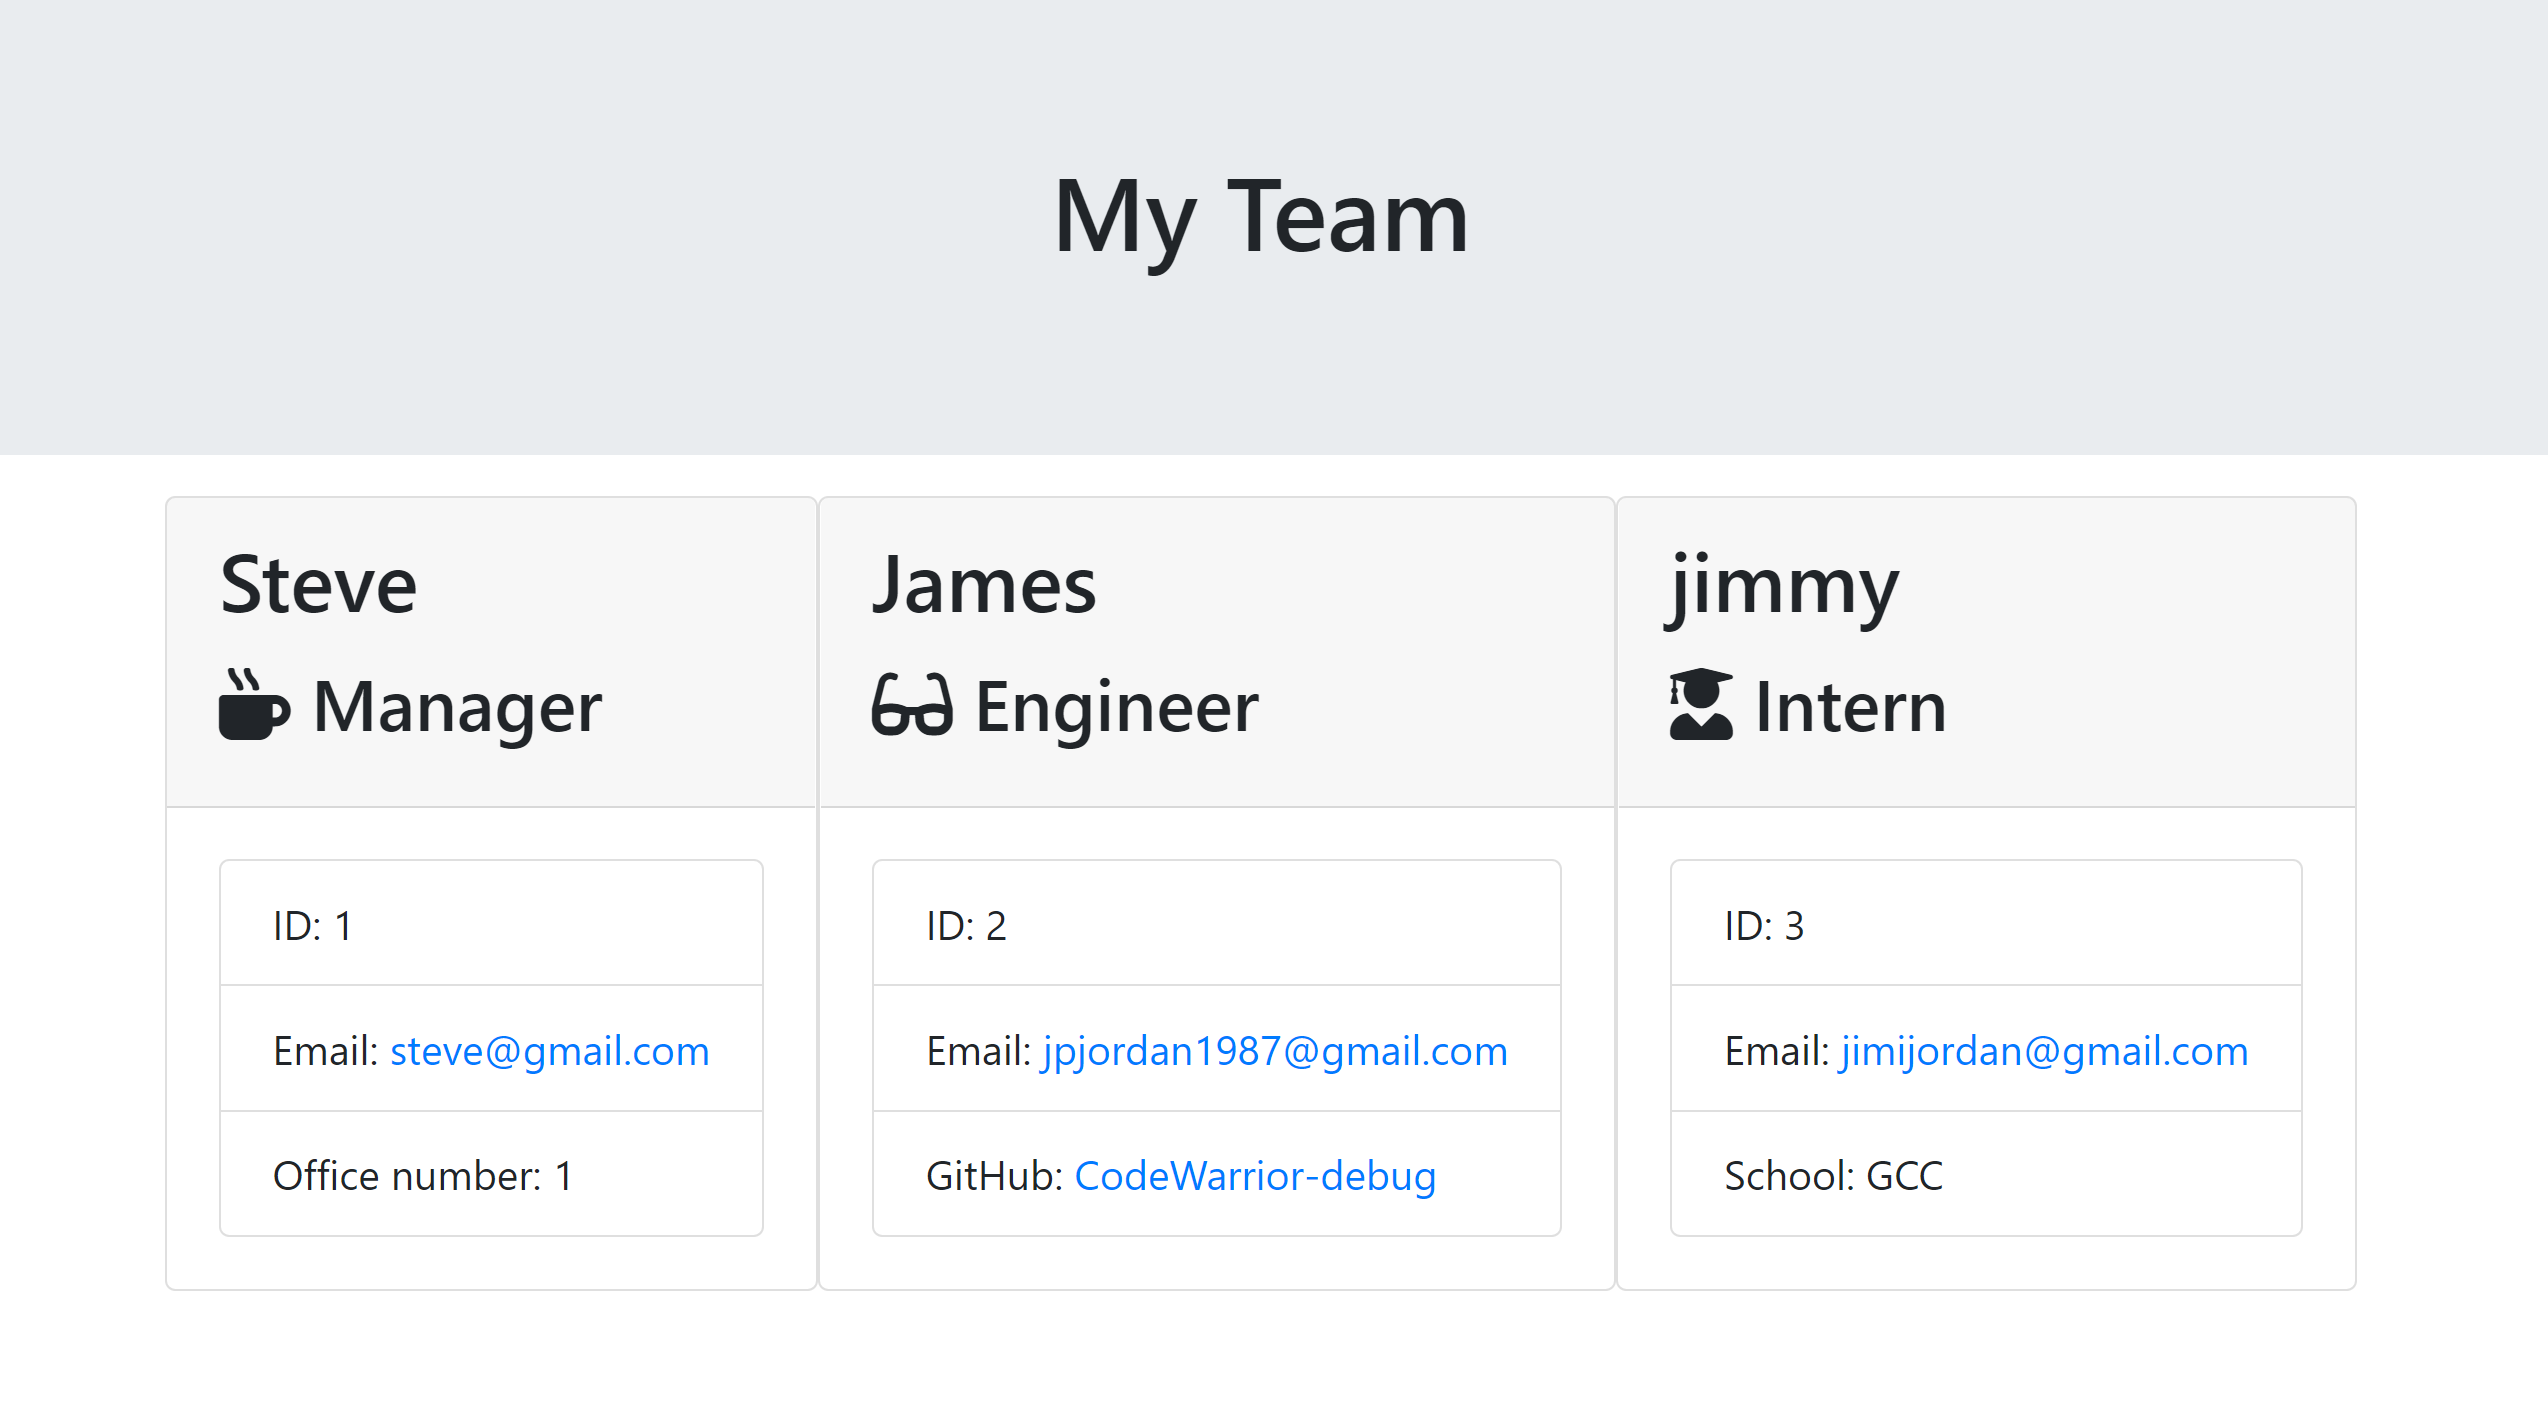 My Team
Steve
Manager
ID: 1
Email: steve@gmail.com
Office number: 1
James
Engineer
ID: 2
Email: jpjordan1987@gmail.com
GitHub: CodeWarrior-debug
jimmy
Intern
ID: 3
Email: jimijordan@gmail.com
School: GCC